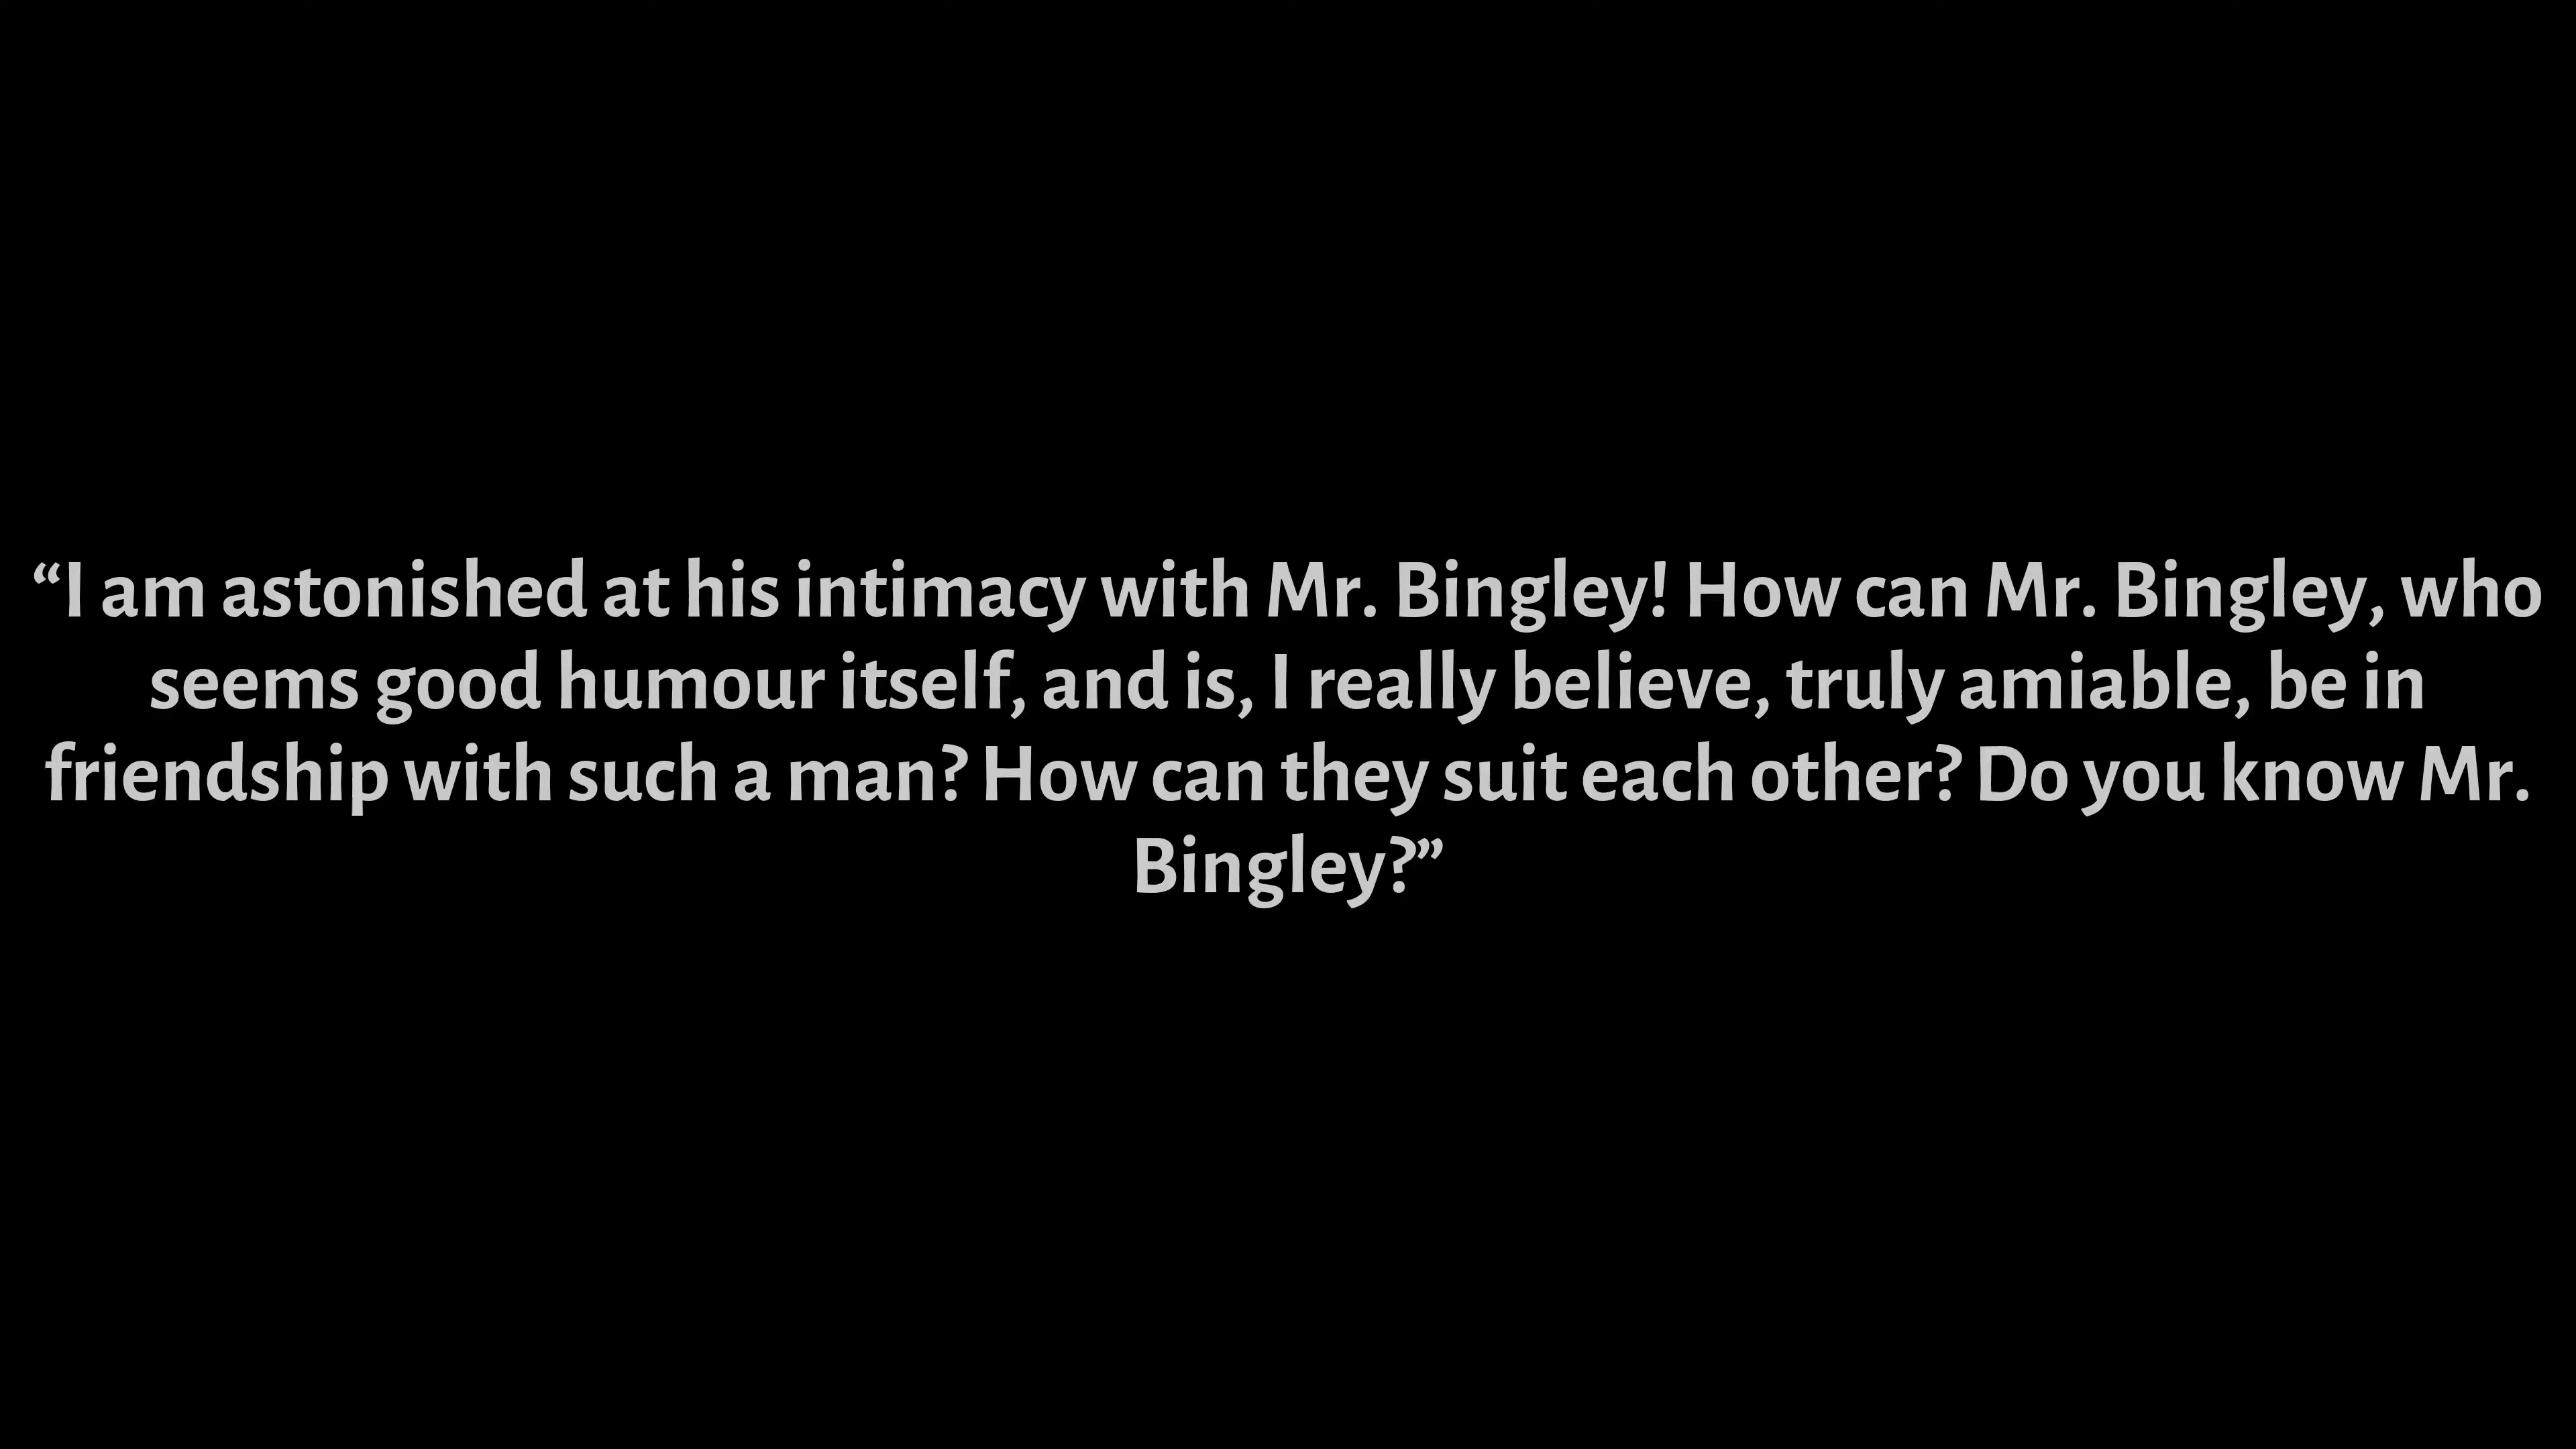 “I am astonished at his intimacy with Mr. Bingley! How can Mr. Bingley, who
seems good humour itself, and is, I really believe, truly amiable, be in
friendship with such a man? How can they suit each other? Do you know Mr.
Bingley?”